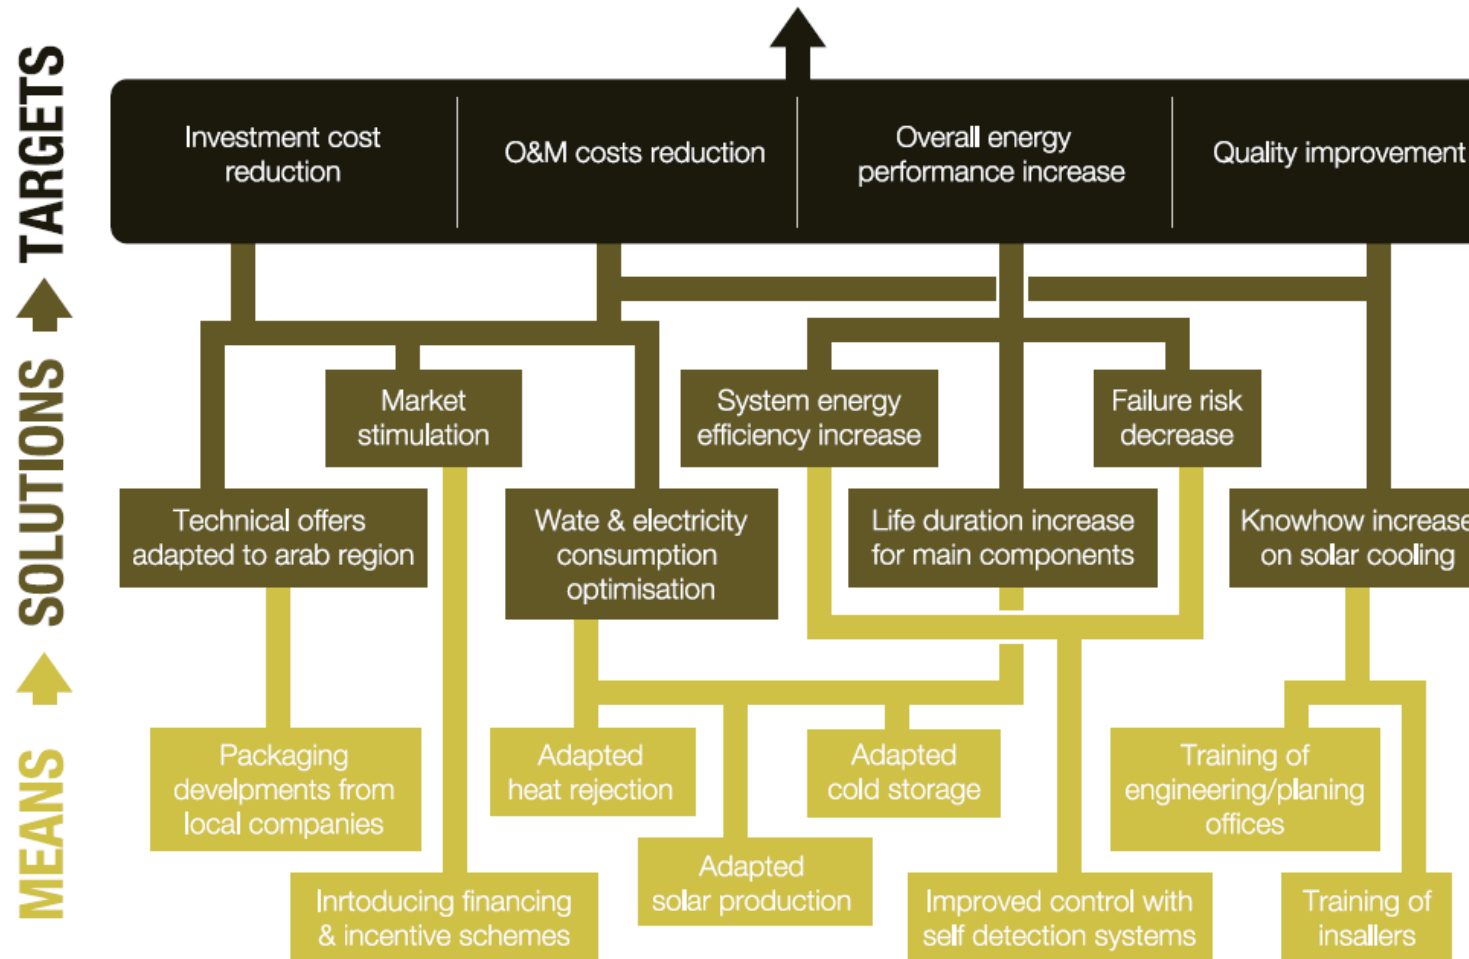 TARGETS
Investment cost
reduction
O&M costs reduction
Overall energy
performance increase
Quality improvement
SOLUTIONS
Market
stimulation
System energy
efficiency increase
Failure risk
decrease
Technical offers
adapted to arab region
Wate & electricity
consumption
optimisation
Life duration increase
for main components
Knowhow increase
on solar cooling
MEANS
Packaging
develpments from
local companies
Adapted
heat rejection
Adapted
cold storage
Training of
engineering/planing
offices
Adapted
solar production
Inrtoducing financing
& incentive schemes
Improved control with
self detection systems
Training of
insallers